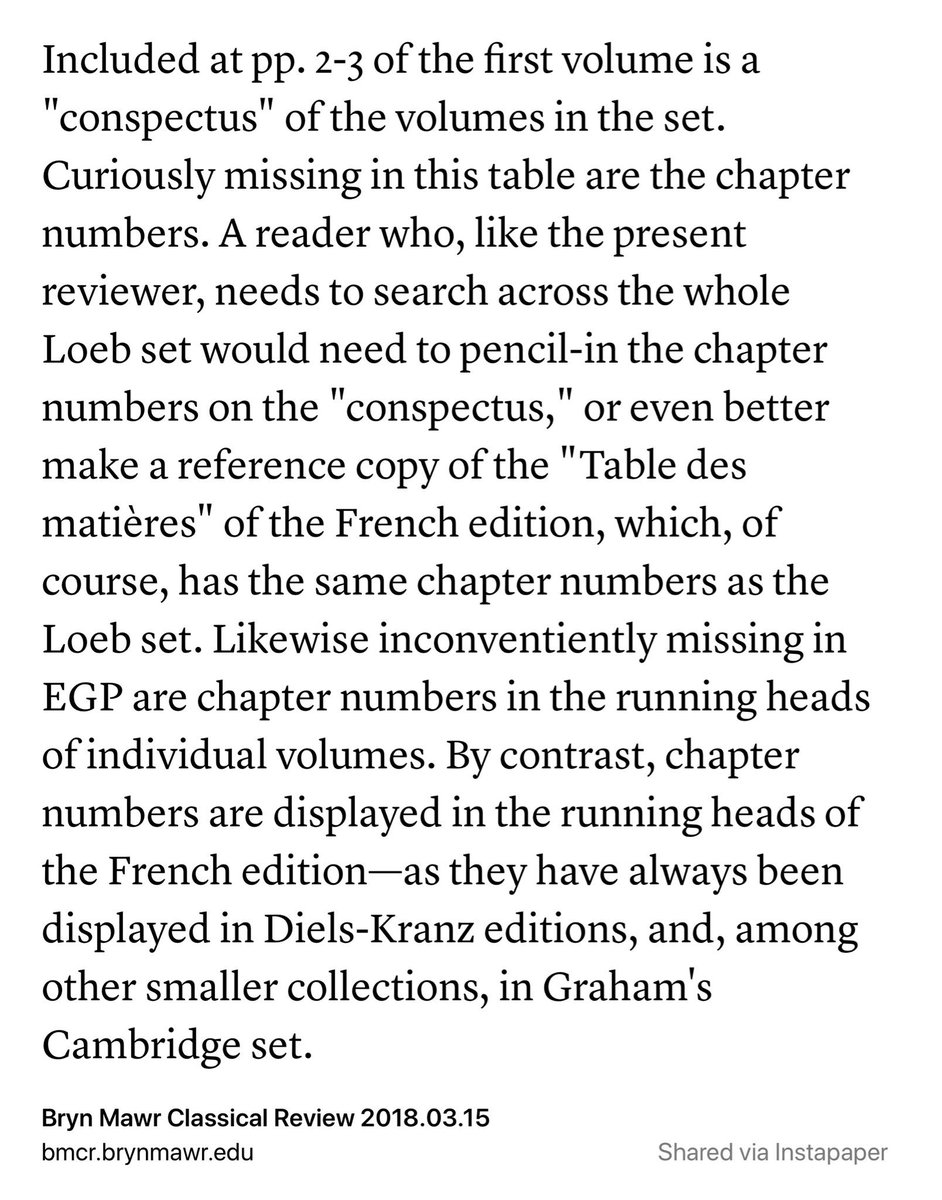 Included at pp. 2-3 of the first volume is a
"conspectus" of the volumes in the set.
Curiously missing in this table are the chapter
numbers. A reader who, like the present
reviewer, needs to search across the whole
Loeb set would need to pencil-in the chapter
numbers on the "conspectus," or even better
make a reference copy of the "Table des
matières" of the French edition, which, of
course, has the same chapter numbers as the
Loeb set. Likewise inconventiently missing in
EGP are chapter numbers in the running heads
of individual volumes. By contrast, chapter
numbers are displayed in the running heads of
the French edition—as they have always been
displayed in Diels-Kranz editions, and, among
other smaller collections, in Graham's
Cambridge set.
Bryn Mawr Classical Review 2018.03.15
bmcr.brynmawr.edu
Shared via Instapaper